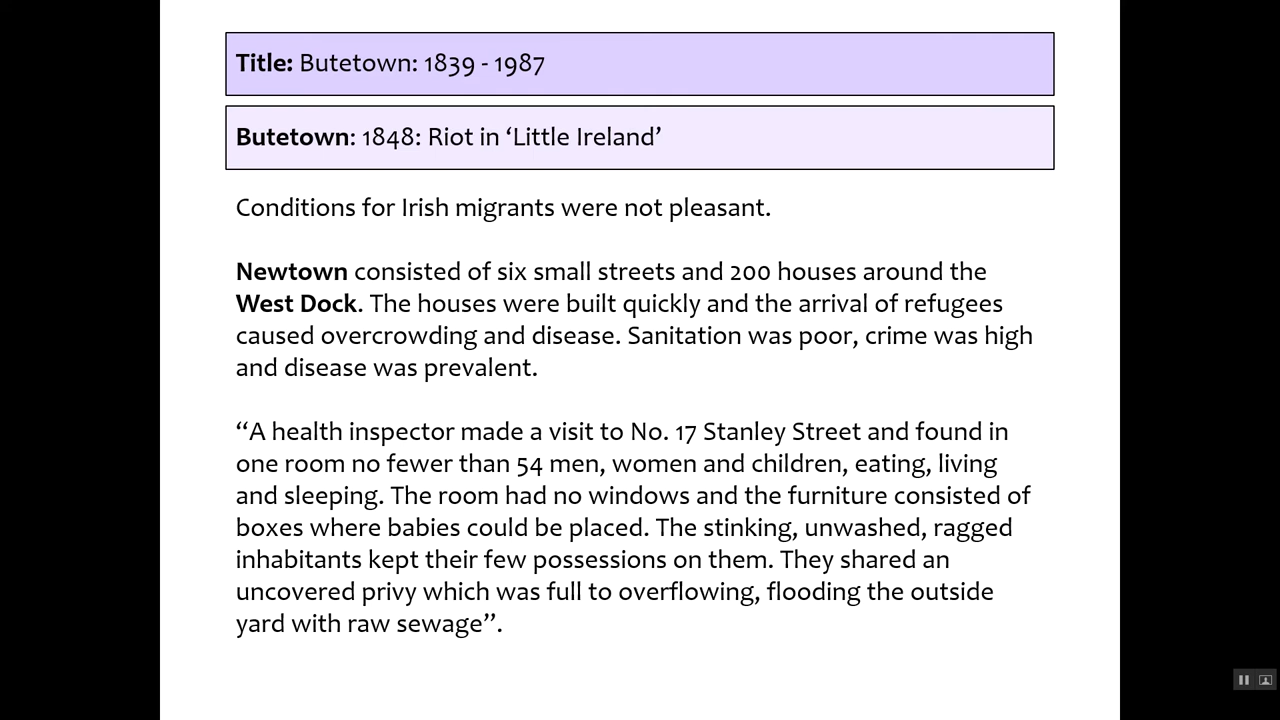 Title: Butetown: 1839 - 1987
Butetown: 1848: Riot in ‘Little Ireland’
Conditions for Irish migrants were not pleasant.
Newtown consisted of six small streets and 200 houses around the
West Dock. The houses were built quickly and the arrival of refugees
caused overcrowding and disease. Sanitation was poor, crime was high
and disease was prevalent.
“A health inspector made a visit to No. 17 Stanley Street and found in
one room no fewer than 54 men, women and children, eating, living
and sleeping. The room had no windows and the furniture consisted of
boxes where babies could be placed. The stinking, unwashed, ragged
inhabitants kept their few possessions on them. They shared an
uncovered privy which was full to overflowing, flooding the outside
yard with raw sewage”.